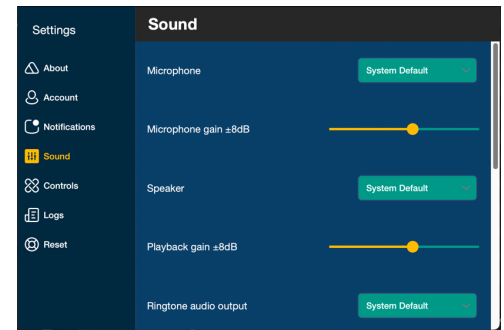 Settings
Sound
About
Account
Notifications
Sound
Controls
Logs
Reset
Microphone
System Default
Microphone gain ±8dB
Speaker
System Default
Playback gain ±8dB
Ringtone audio output
System Default